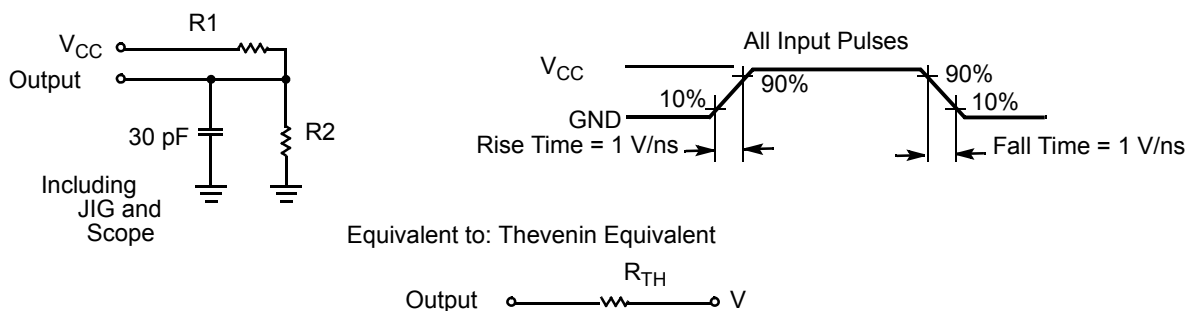 R1
VCC
Output
30 pF
R2
Including
JIG and
Scope
All Input Pulses
VCC
GND
10%
90%
90%
10%
Rise Time = 1 V/ns
Fall Time = 1 V/ns
Equivalent to: Thevenin Equivalent
RTH
Output
V